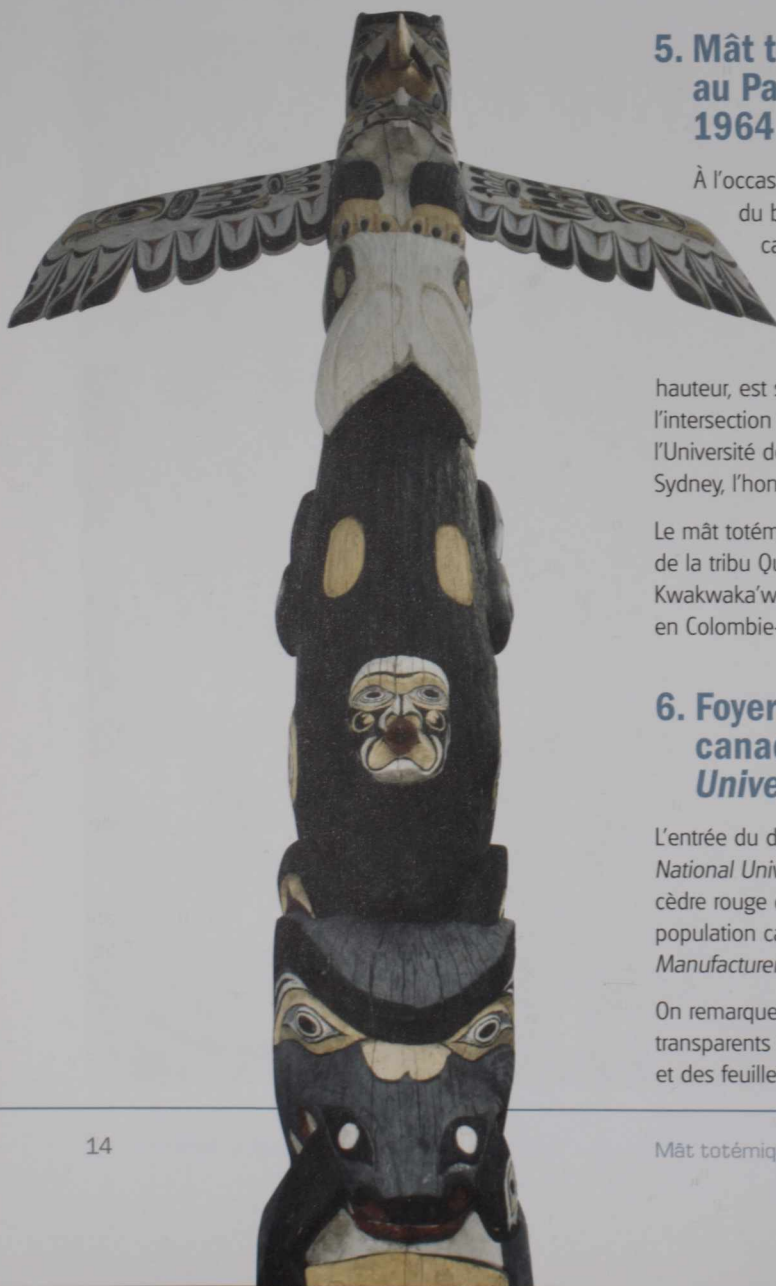 5. Mât t
au Pa
1964
À l'occas
du b
ca
hauteur, est s
l'intersection
l'Université de
Sydney, l'hon
Le mât totém
de la tribu Qu
Kwakwaka'w
en Colombie-
6. Foyer
canad
Unive
L'entrée du d
National Univ
cèdre rouge
population ca
Manufacturer
On remarque
transparents
et des feuille
14
Mât totémiq